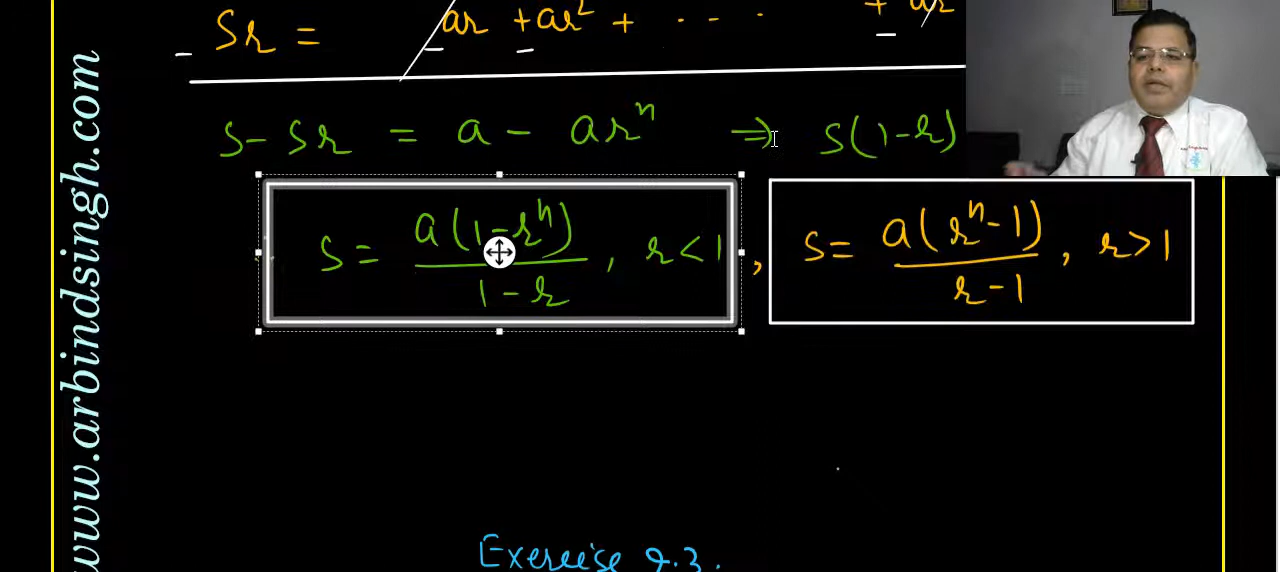 Sr = ar + ar² + · · · · + ar
S - Sr = a - arⁿ ⇒ S(1-r)
S = a(1-rⁿ) / 1-r , r < 1 , S = a(rⁿ-1) / r-1 , r > 1
Exercise 9.3.
www.arbindsingh.com